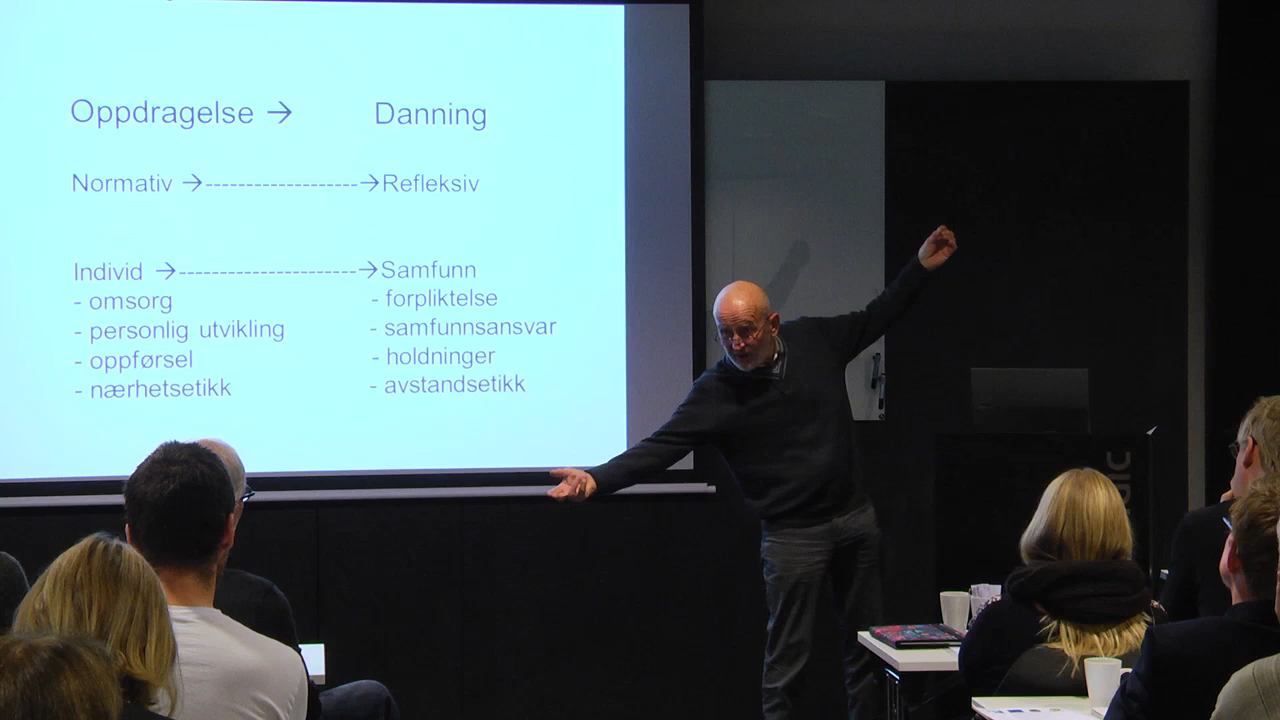 Oppdragelse → Danning
Normativ →-------------------→Refleksiv
Individ →----------------------→Samfunn
- omsorg - forpliktelse
- personlig utvikling - samfunnsansvar
- oppførsel - holdninger
- nærhetsetikk - avstandsetikk